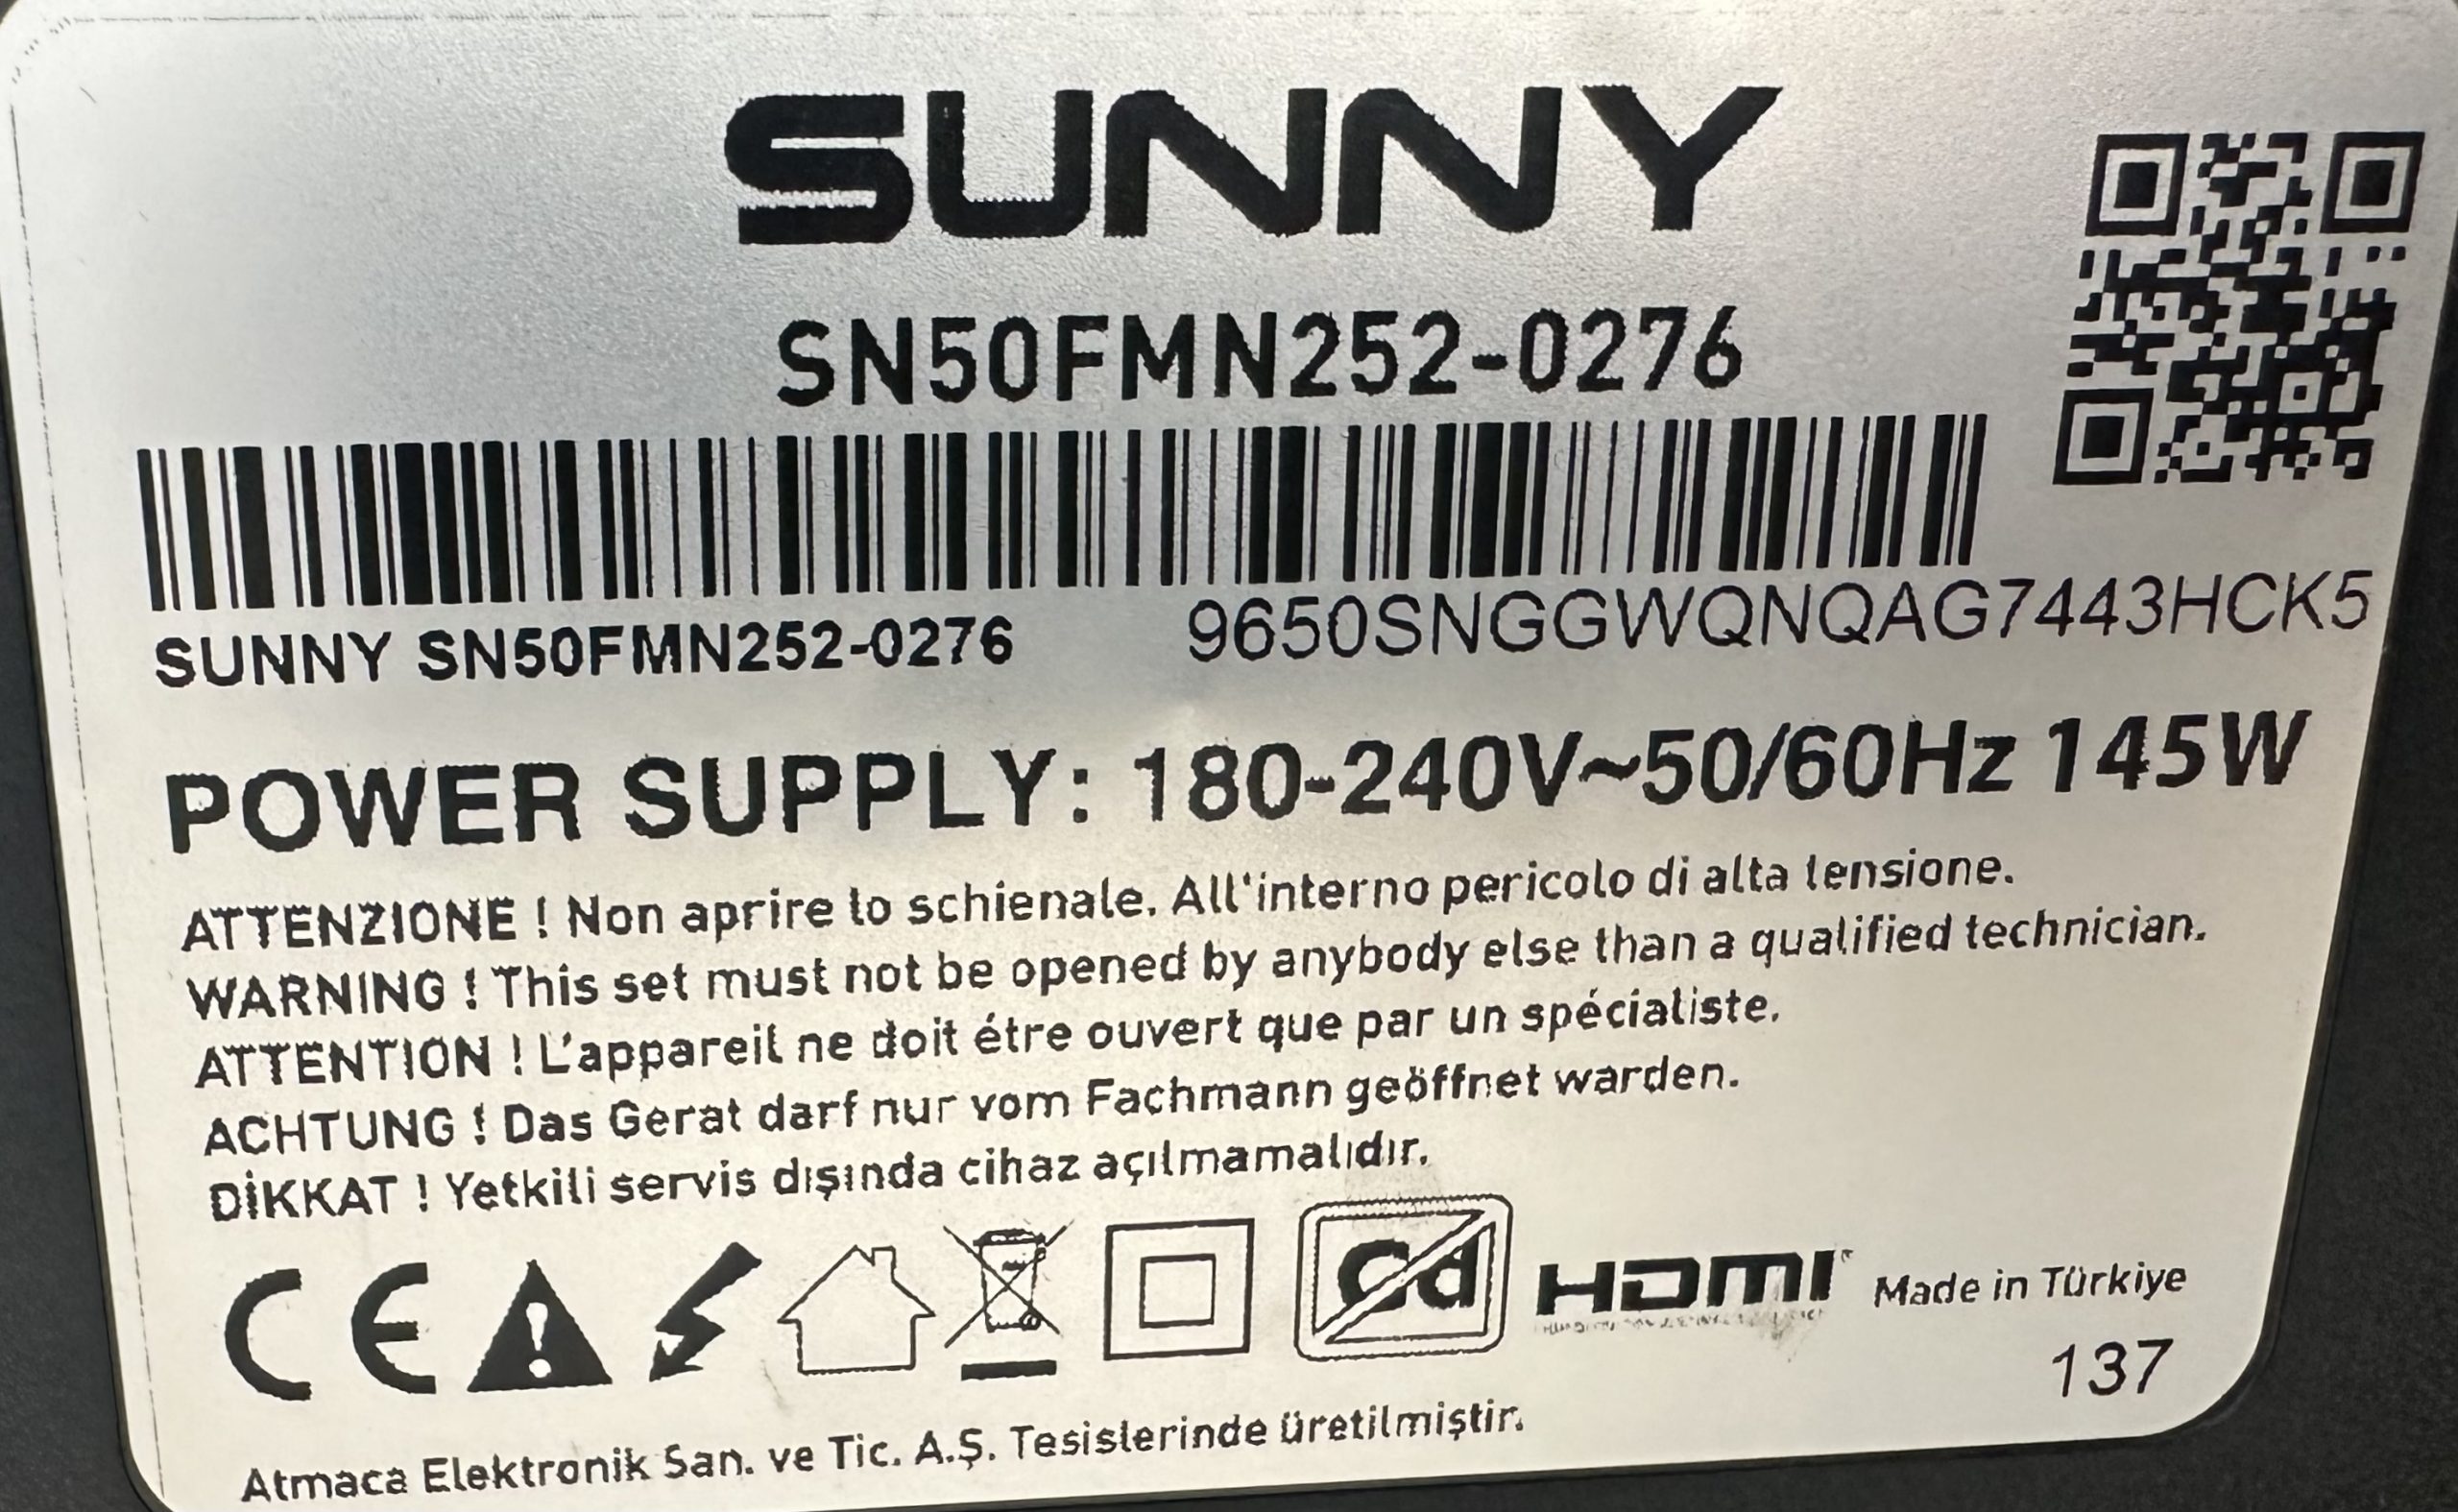 SUNNY
SN50FMN252-0276
SUNNY SN50FMN252-0276 9650SNGGWQNQAG7443HCK5
POWER SUPPLY: 180-240V~50/60Hz 145W
ATTENZIONE ! Non aprire lo schienale. All'interno pericolo di alta tensione.
WARNING ! This set must not be opened by anybody else than a qualified technician.
ATTENTION ! L'appareil ne doit étre ouvert que par un spécialiste.
ACHTUNG ! Das Gerat darf nur vom Fachmann geöffnet warden.
DİKKAT ! Yetkili servis dışında cihaz açılmamalıdır.
CE Cd HDMI Made in Türkiye
137
Atmaca Elektronik San. ve Tic. A.Ş. Tesislerinde üretilmiştir.